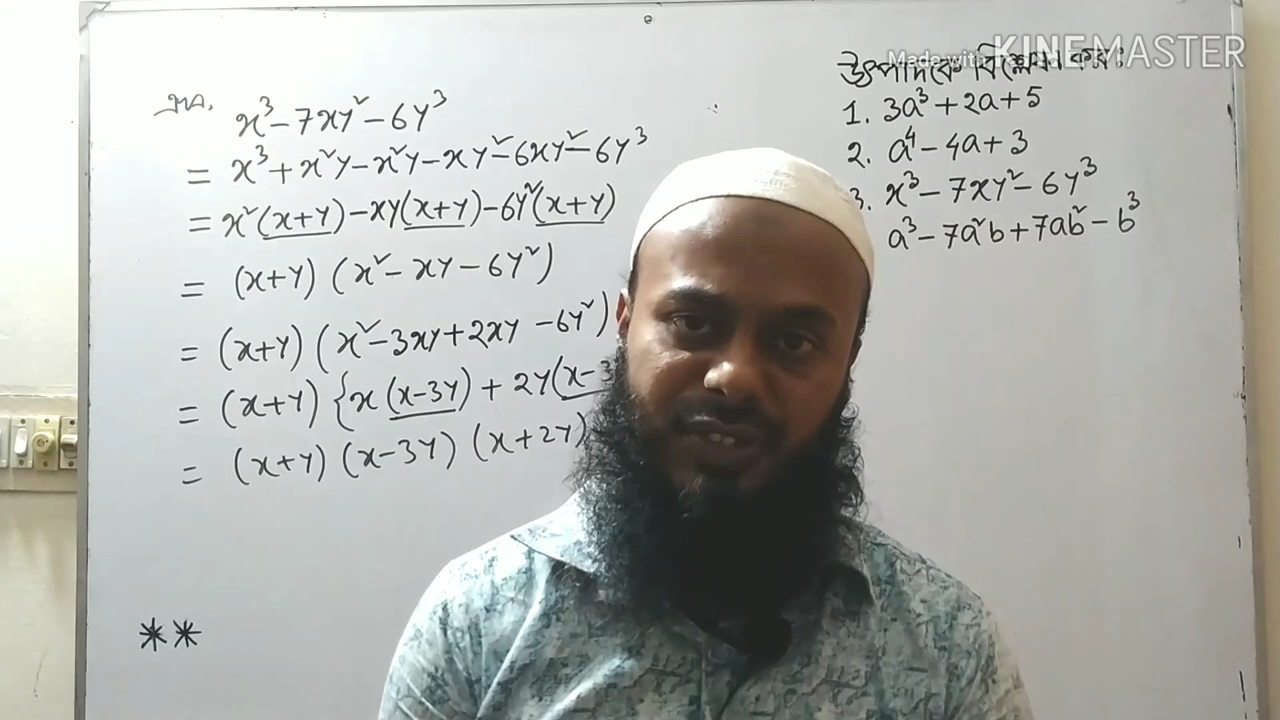 x³ - 7xy² - 6y³
= x³ + x²y - x²y - xy² - 6xy² - 6y³
= x²(x+y) - xy(x+y) - 6y²(x+y)
= (x+y) (x² - xy - 6y²)
= (x+y) (x² - 3xy + 2xy - 6y²)
= (x+y) {x (x-3y) + 2y(x-3
= (x+y) (x-3y) (x+2y)
**
Made with KINEMASTER
উৎপাদকে বিশ্লেষণ কর:
1. 3a³ + 2a + 5
2. a⁴ - 4a + 3
3. x³ - 7xy² - 6y³
a³ - 7a²b + 7ab² - b³